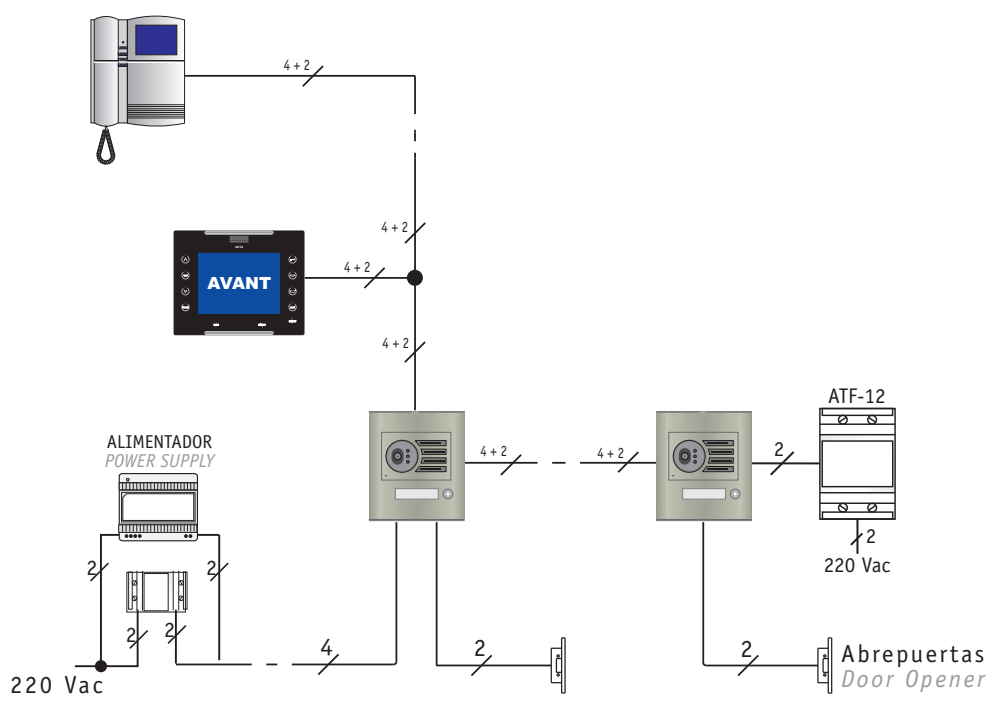 4 + 2
4 + 2
4 + 2
AVANT
4 + 2
ATF-12
ALIMENTADOR
POWER SUPPLY
4 + 2
4 + 2
2
2
220 Vac
2
2
2
2
4
2
2
220 Vac
Abrepuertas
Door Opener